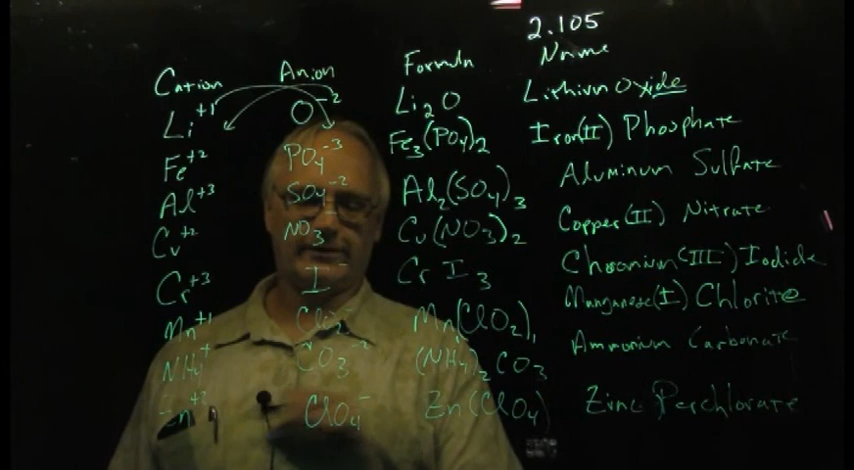 2.105
Cation Anion Formula Name
Li+1 O-2 Li2O Lithium Oxide
Fe+2 PO4-3 Fe3(PO4)2 Iron(II) Phosphate
Al+3 SO4-2 Al2(SO4)3 Aluminum Sulfate
Cu+2 NO3- Cu(NO3)2 Copper(II) Nitrate
Cr+3 I- CrI3 Chromium(III) Iodide
Mn+1 ClO2- Mn1(ClO2)1 Manganese(I) Chlorite
NH4+ CO3-2 (NH4)2CO3 Ammonium Carbonate
Zn+2 ClO4- Zn(ClO4) Zinc Perchlorate